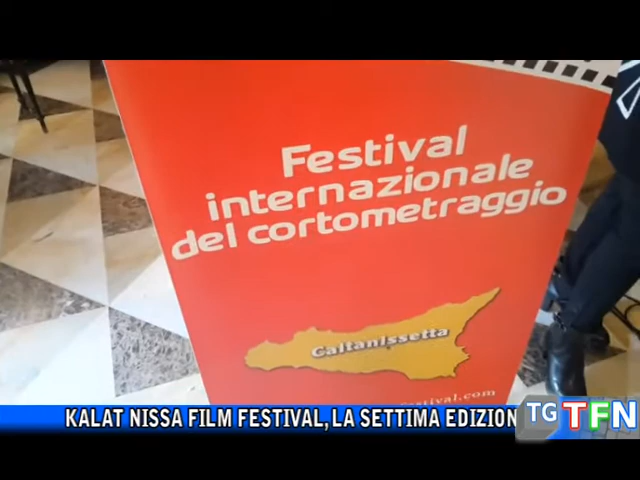 Festival
internazionale
del cortometraggio
Caltanissetta
KALAT NISSA FILM FESTIVAL, LA SETTIMA EDIZION
TG TFN